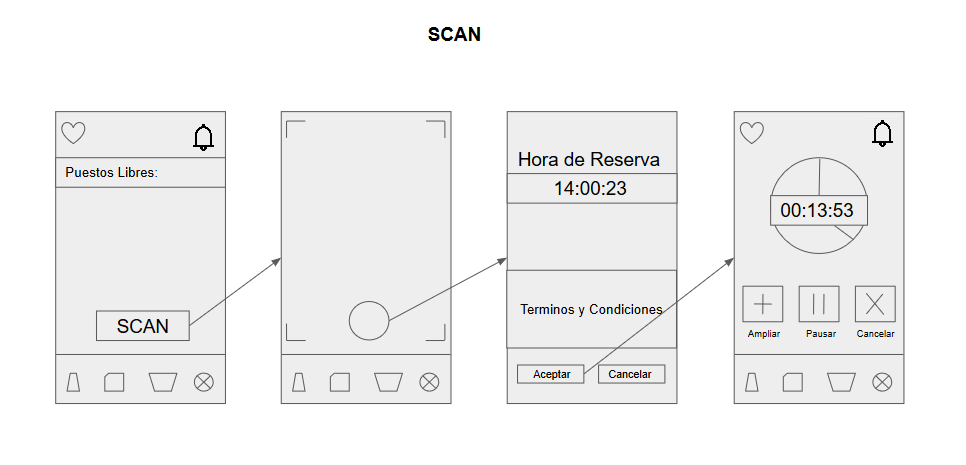 SCAN
Puestos Libres:
SCAN
Hora de Reserva
14:00:23
Terminos y Condiciones
Aceptar
Cancelar
00:13:53
Ampliar
Pausar
Cancelar